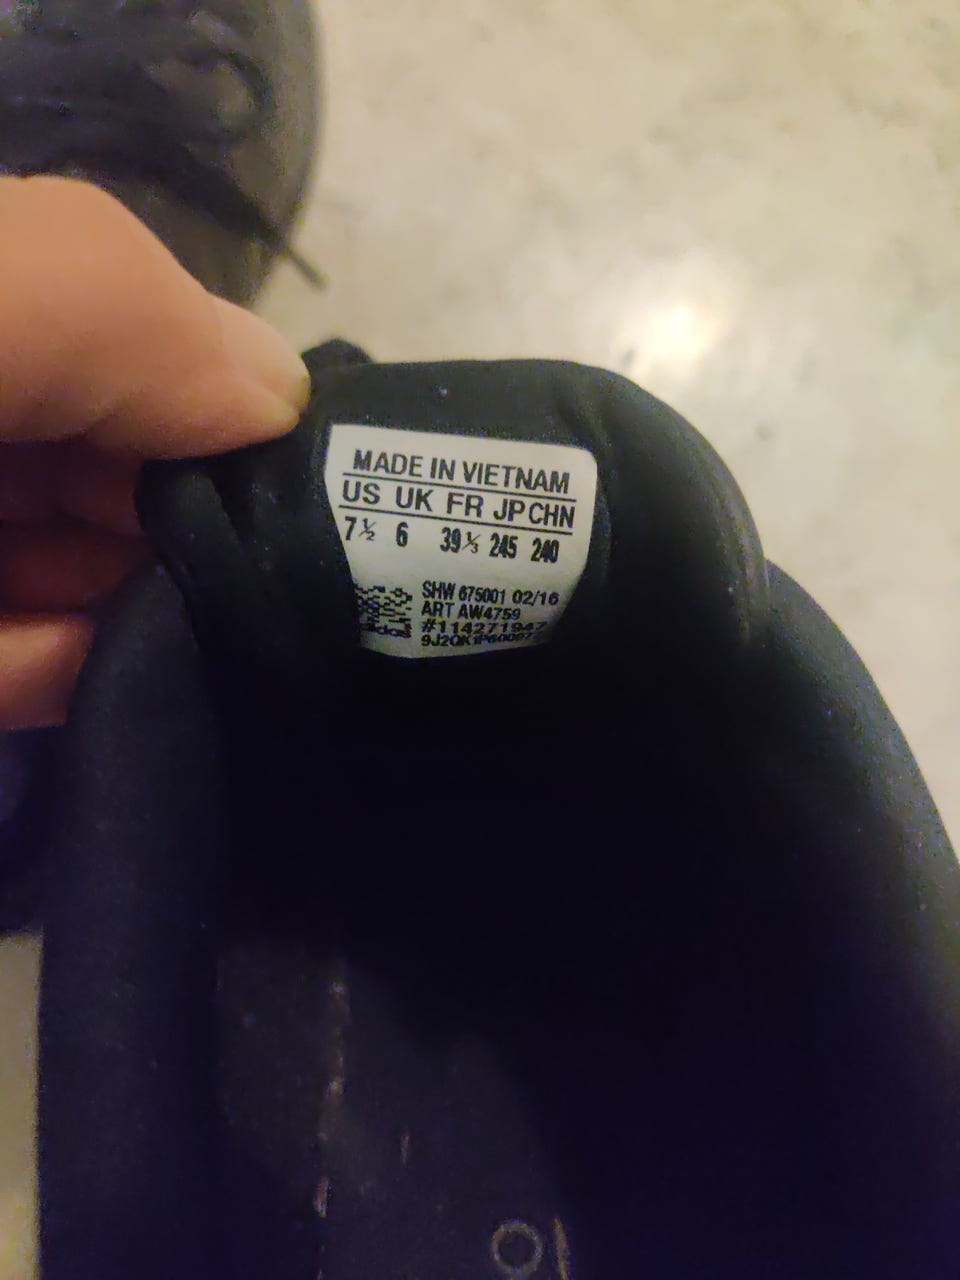 MADE IN VIETNAM
US UK FR JP CHN
7½ 6 39⅓ 245 240
SHW 675001 02/16
ART AW4759
#114271947